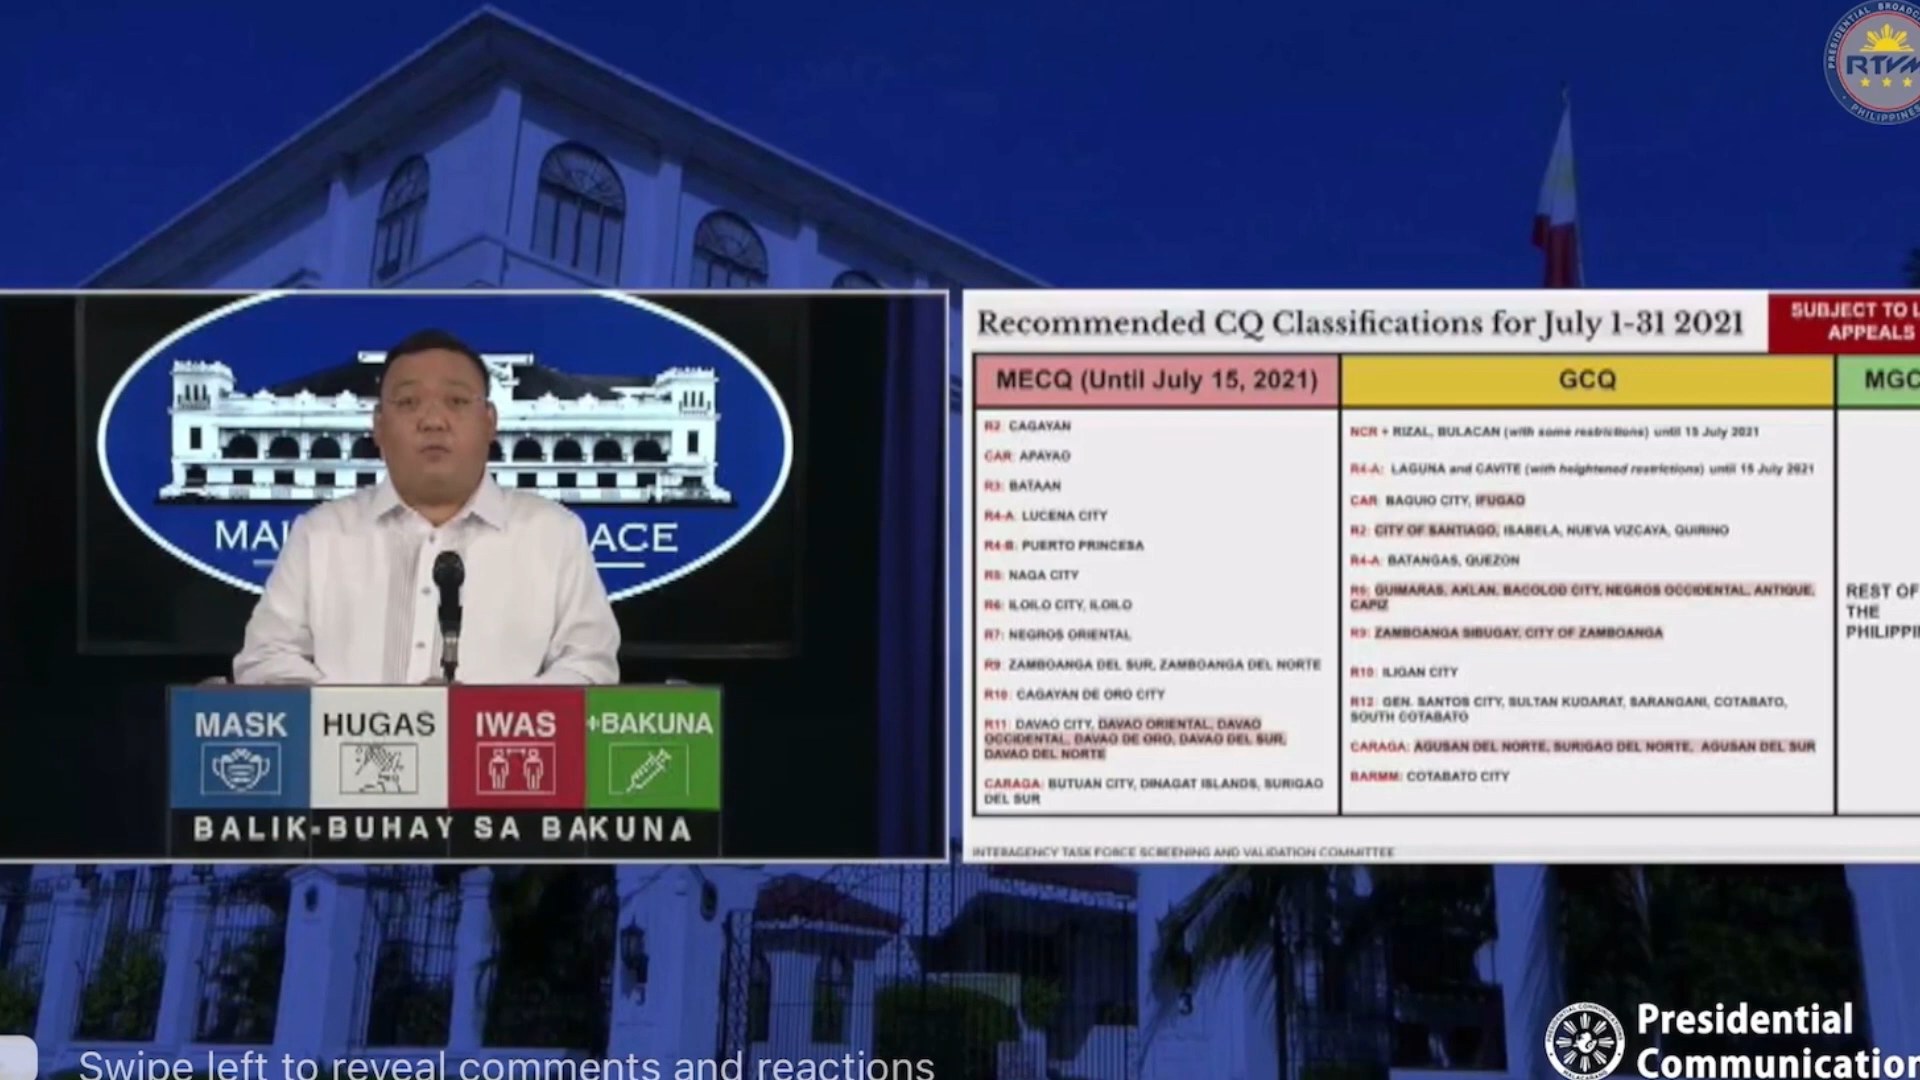 PRESIDENTIAL BROADC
RTVM
PHILIPPINES
MA
ACE
MASK
HUGAS
IWAS
+BAKUNA
BALIK-BUHAY SA BAKUNA
Recommended CQ Classifications for July 1-31 2021
SUBJECT TO L
APPEALS
MECQ (Until July 15, 2021)
GCQ
MGC
R2: CAGAYAN
CAR: APAYAO
R3: BATAAN
R4-A: LUCENA CITY
R4-B: PUERTO PRINCESA
R5: NAGA CITY
R6: ILOILO CITY, ILOILO
R7: NEGROS ORIENTAL
R9: ZAMBOANGA DEL SUR, ZAMBOANGA DEL NORTE
R10: CAGAYAN DE ORO CITY
R11: DAVAO CITY, DAVAO ORIENTAL, DAVAO
OCCIDENTAL, DAVAO DE ORO, DAVAO DEL SUR,
DAVAO DEL NORTE
CARAGA: BUTUAN CITY, DINAGAT ISLANDS, SURIGAO
DEL SUR
NCR + RIZAL, BULACAN (with some restrictions) until 15 July 2021
R4-A: LAGUNA and CAVITE (with heightened restrictions) until 15 July 2021
CAR: BAGUIO CITY, IFUGAO
R2: CITY OF SANTIAGO, ISABELA, NUEVA VIZCAYA, QUIRINO
R4-A: BATANGAS, QUEZON
R6: GUIMARAS, AKLAN, BACOLOD CITY, NEGROS OCCIDENTAL, ANTIQUE,
CAPIZ
R9: ZAMBOANGA SIBUGAY, CITY OF ZAMBOANGA
R10: ILIGAN CITY
R12: GEN. SANTOS CITY, SULTAN KUDARAT, SARANGANI, COTABATO,
SOUTH COTABATO
CARAGA: AGUSAN DEL NORTE, SURIGAO DEL NORTE, AGUSAN DEL SUR
BARMM: COTABATO CITY
REST OF
THE
PHILIPPI
INTERAGENCY TASK FORCE SCREENING AND VALIDATION COMMITTEE
Presidential
Communication
Swipe left to reveal comments and reactions